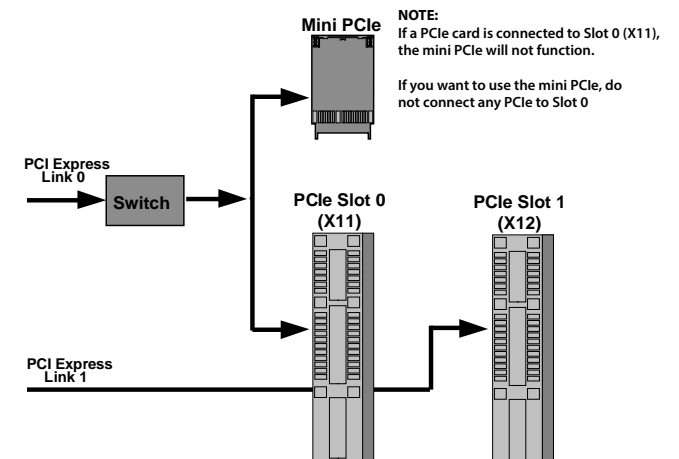 Mini PCIe
NOTE:
If a PCIe card is connected to Slot 0 (X11),
the mini PCIe will not function.
If you want to use the mini PCIe, do
not connect any PCIe to Slot 0
PCI Express
Link 0
Switch
PCIe Slot 0
(X11)
PCIe Slot 1
(X12)
PCI Express
Link 1